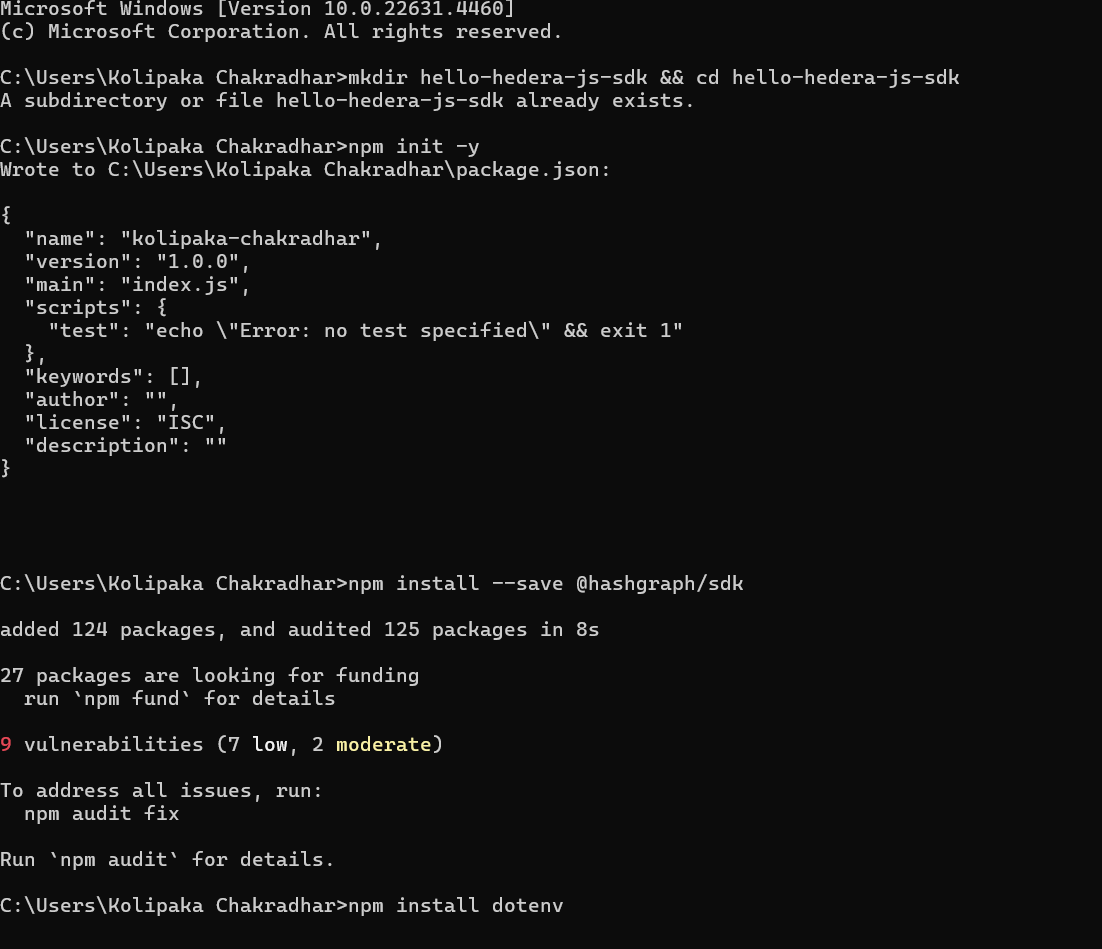 Microsoft Windows [Version 10.0.22631.4460]
(c) Microsoft Corporation. All rights reserved.

C:\Users\Kolipaka Chakradhar>mkdir hello-hedera-js-sdk && cd hello-hedera-js-sdk
A subdirectory or file hello-hedera-js-sdk already exists.

C:\Users\Kolipaka Chakradhar>npm init -y
Wrote to C:\Users\Kolipaka Chakradhar\package.json:

{
  "name": "kolipaka-chakradhar",
  "version": "1.0.0",
  "main": "index.js",
  "scripts": {
    "test": "echo \"Error: no test specified\" && exit 1"
  },
  "keywords": [],
  "author": "",
  "license": "ISC",
  "description": ""
}

C:\Users\Kolipaka Chakradhar>npm install --save @hashgraph/sdk

added 124 packages, and audited 125 packages in 8s

27 packages are looking for funding
  run `npm fund` for details

9 vulnerabilities (7 low, 2 moderate)

To address all issues, run:
  npm audit fix

Run `npm audit` for details.

C:\Users\Kolipaka Chakradhar>npm install dotenv